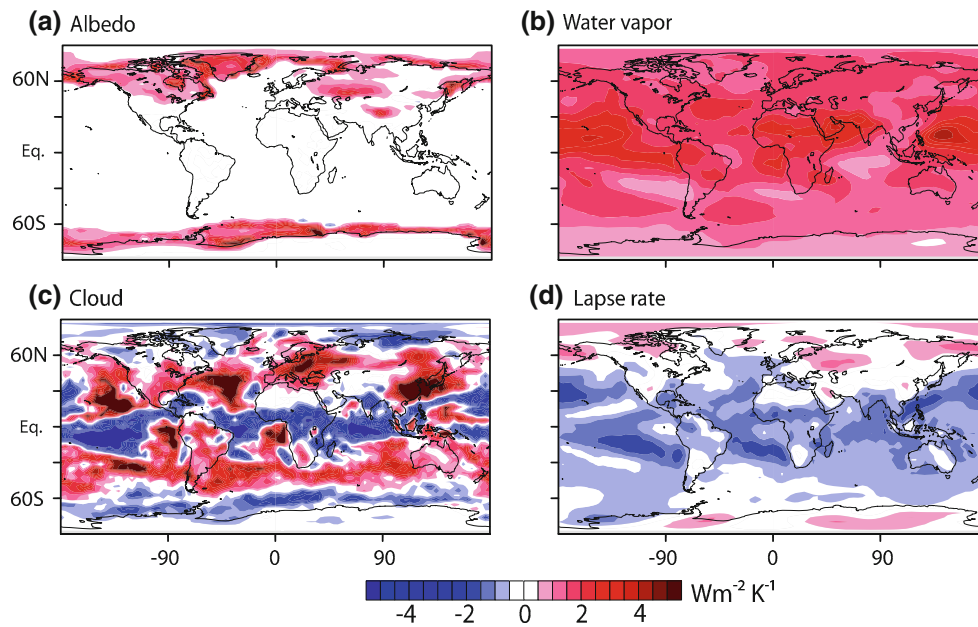 (a) Albedo
(b) Water vapor
60N
Eq.
60S
(c) Cloud
(d) Lapse rate
60N
Eq.
60S
-90 0 90
-90 0 90
-4 -2 0 2 4 Wm⁻² K⁻¹